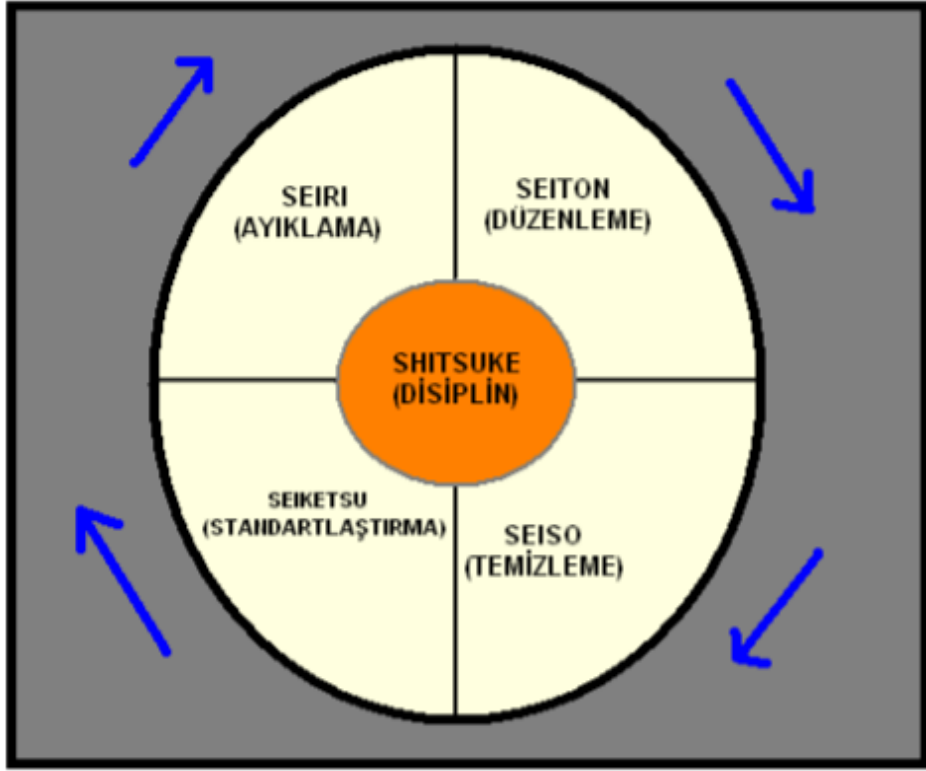 SEIRI
(AYIKLAMA)
SEITON
(DÜZENLEME)
SHITSUKE
(DİSİPLİN)
SEIKETSU
(STANDARTLAŞTIRMA)
SEISO
(TEMİZLEME)